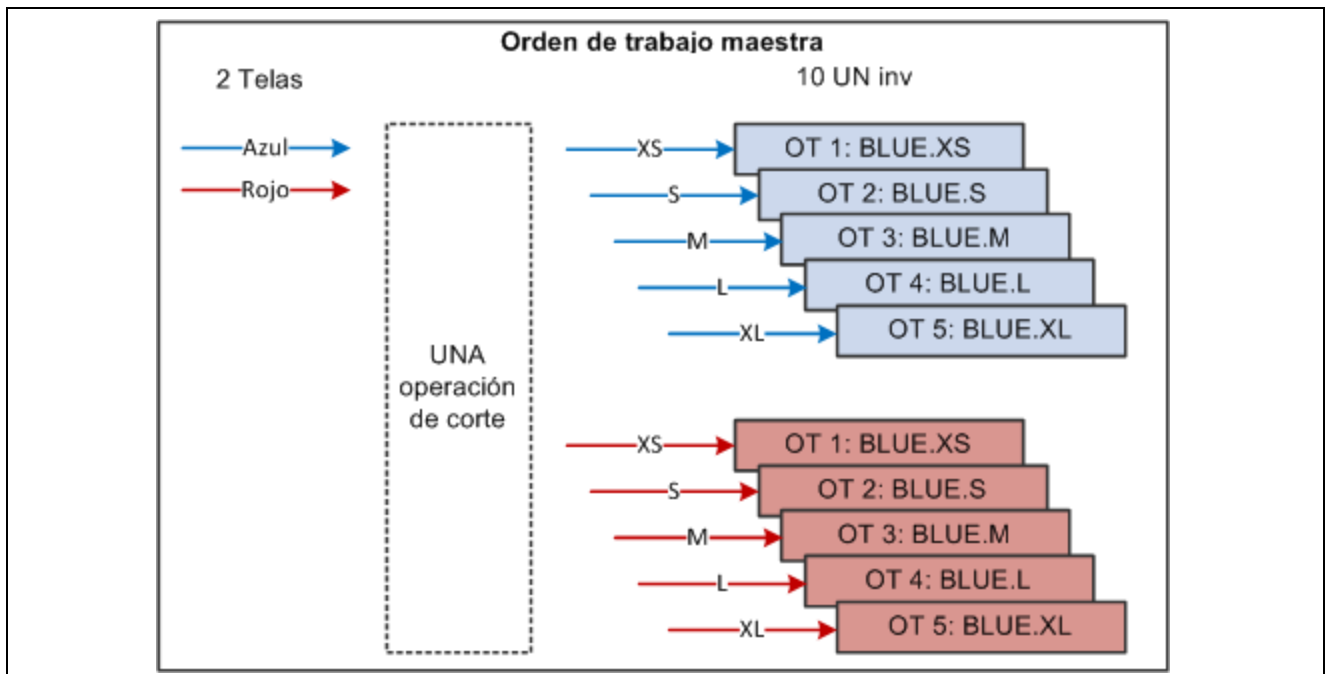 Orden de trabajo maestra
2 Telas
10 UN inv
Azul
Rojo
UNA
operación
de corte
XS
OT 1: BLUE.XS
S
OT 2: BLUE.S
M
OT 3: BLUE.M
L
OT 4: BLUE.L
XL
OT 5: BLUE.XL
XS
OT 1: BLUE.XS
S
OT 2: BLUE.S
M
OT 3: BLUE.M
L
OT 4: BLUE.L
XL
OT 5: BLUE.XL